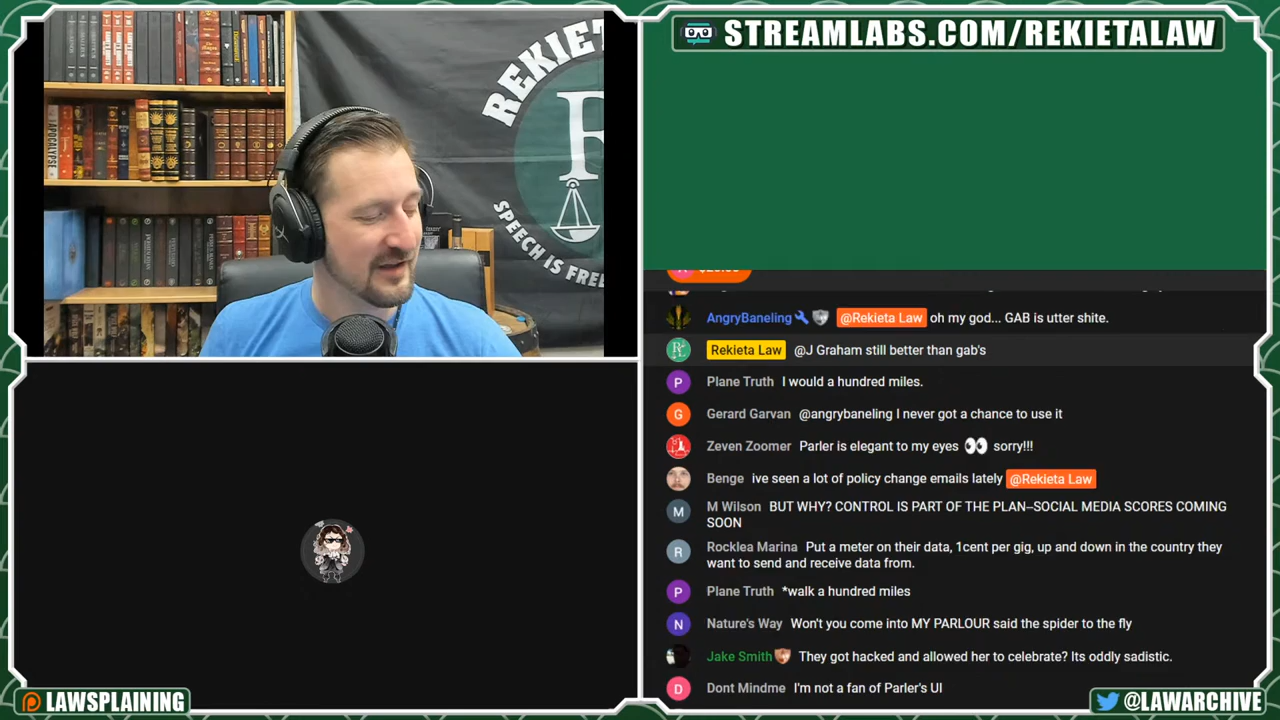 STREAMLABS.COM/REKIETALAW
REKIET
R
SPEECH IS FREE
APOCALYPSE
AngryBaneling @Rekieta Law oh my god... GAB is utter shite.
Rekieta Law @J Graham still better than gab's
P Plane Truth I would a hundred miles.
G Gerard Garvan @angrybaneling I never got a chance to use it
Zeven Zoomer Parler is elegant to my eyes 👀 sorry!!!
Benge ive seen a lot of policy change emails lately @Rekieta Law
M M Wilson BUT WHY? CONTROL IS PART OF THE PLAN--SOCIAL MEDIA SCORES COMING
SOON
R Rocklea Marina Put a meter on their data, 1cent per gig, up and down in the country they
want to send and receive data from.
P Plane Truth *walk a hundred miles
N Nature's Way Won't you come into MY PARLOUR said the spider to the fly
Jake Smith They got hacked and allowed her to celebrate? Its oddly sadistic.
D Dont Mindme I'm not a fan of Parler's UI
LAWSPLAINING
@LAWARCHIVE